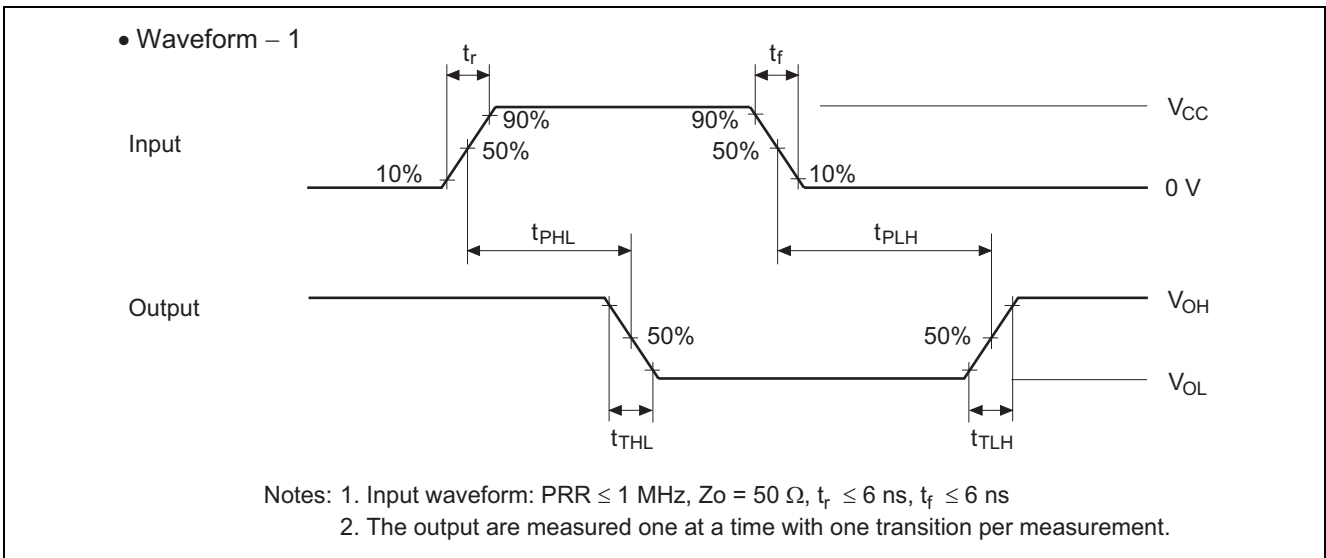 • Waveform – 1
tr
tf
Input
90%
90%
VCC
50%
50%
10%
10%
0 V
tPHL
tPLH
Output
VOH
50%
50%
VOL
tTHL
tTLH
Notes: 1. Input waveform: PRR ≤ 1 MHz, Zo = 50 Ω, tr ≤ 6 ns, tf ≤ 6 ns
2. The output are measured one at a time with one transition per measurement.